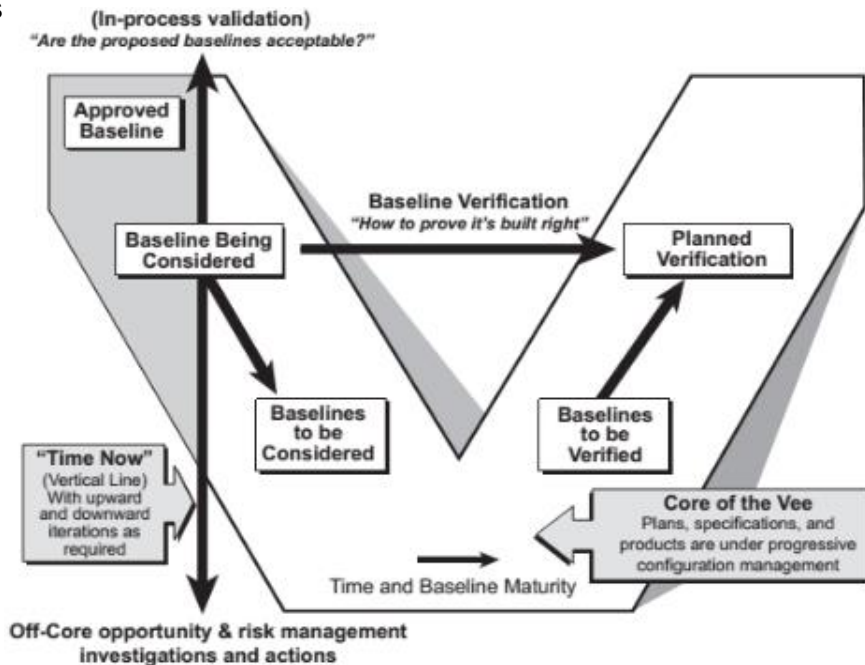 s
(In-process validation)
“Are the proposed baselines acceptable?”
Approved
Baseline
Baseline Verification
“How to prove it's built right”
Baseline Being
Considered
Planned
Verification
Baselines
to be
Considered
Baselines
to be
Verified
“Time Now”
(Vertical Line)
With upward
and downward
iterations as
required
Core of the Vee
Plans, specifications, and
products are under progressive
configuration management
Time and Baseline Maturity
Off-Core opportunity & risk management
investigations and actions